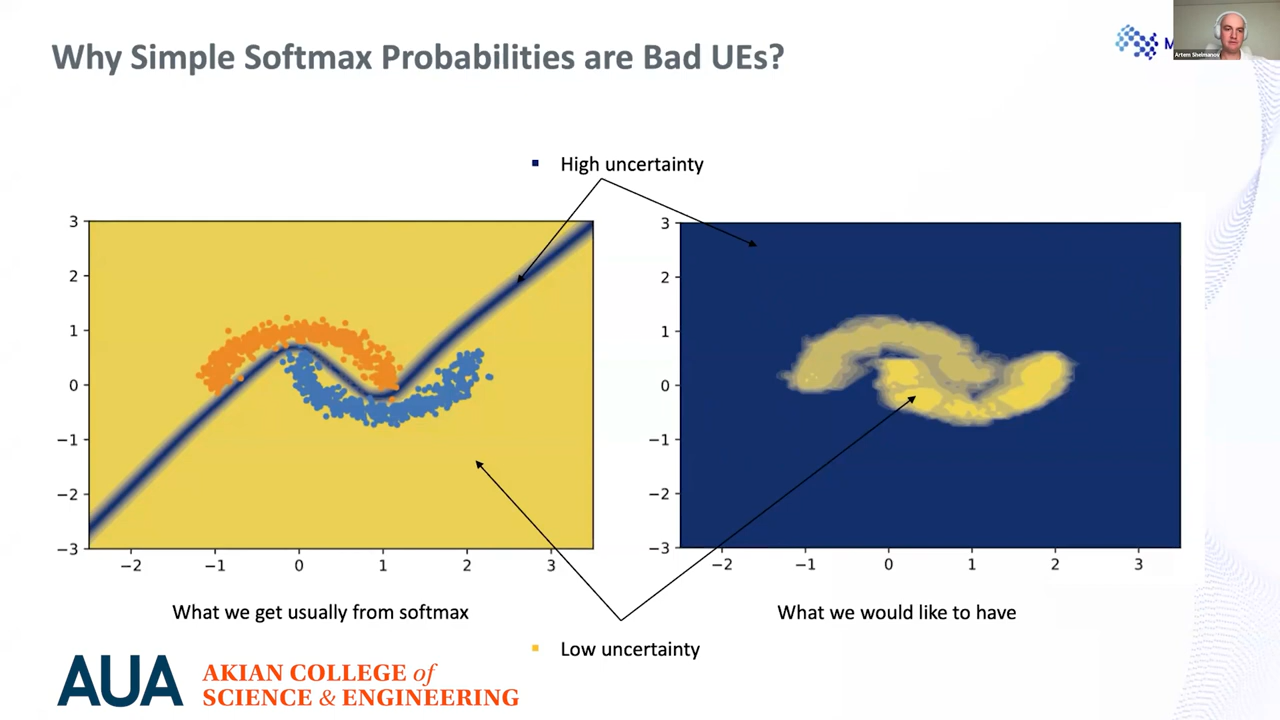 Why Simple Softmax Probabilities are Bad UEs?
M
Artem Shelmanov
High uncertainty
3
2
1
0
−1
−2
−3
−2 −1 0 1 2 3
3
2
1
0
−1
−2
−3
−2 −1 0 1 2 3
What we get usually from softmax
What we would like to have
Low uncertainty
AUA
AKIAN COLLEGE of
SCIENCE & ENGINEERING